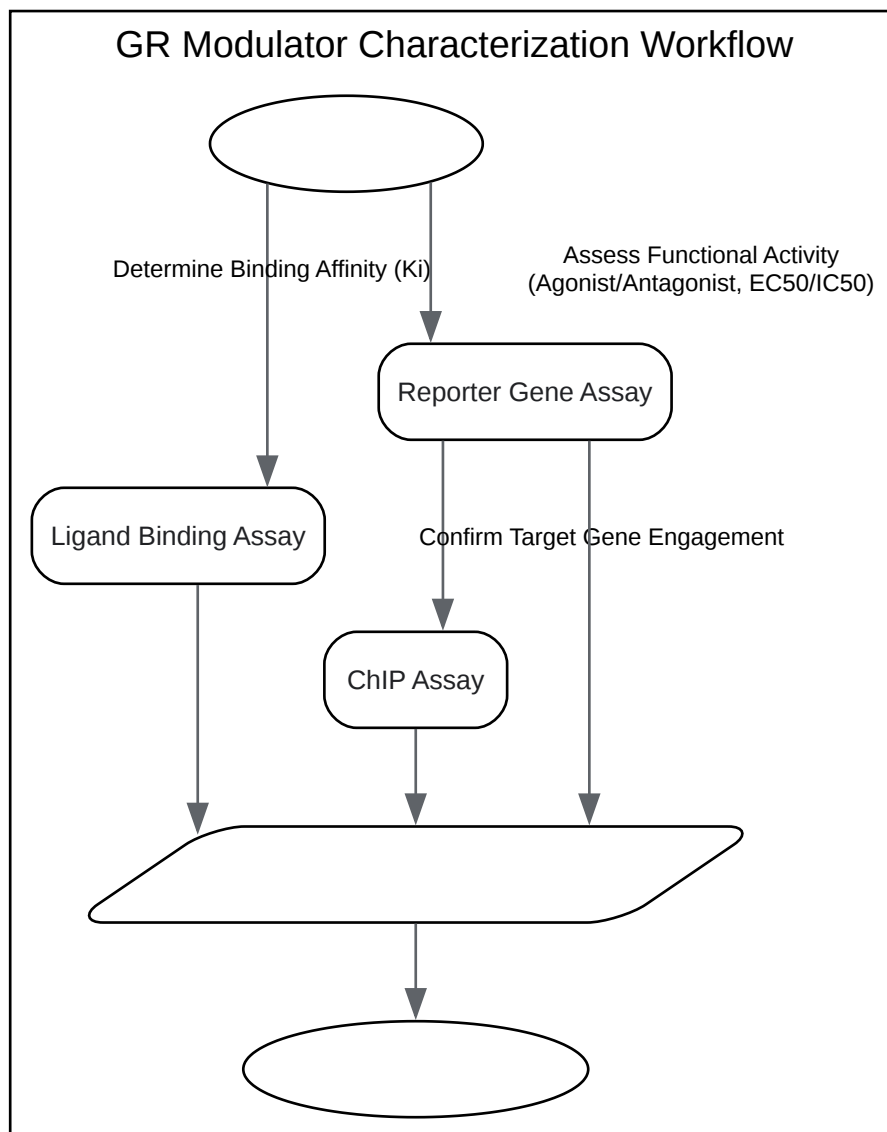 GR Modulator Characterization Workflow
Determine Binding Affinity (Ki)
Assess Functional Activity
(Agonist/Antagonist, EC50/IC50)
Reporter Gene Assay
Ligand Binding Assay
Confirm Target Gene Engagement
ChIP Assay